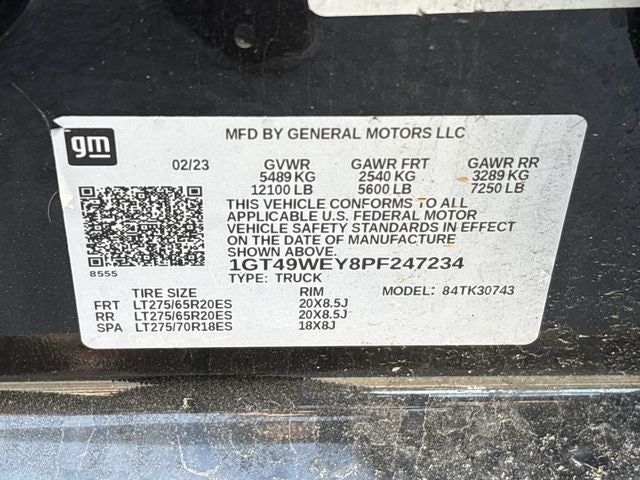 gm
MFD BY GENERAL MOTORS LLC
02/23 GVWR GAWR FRT GAWR RR
5489 KG 2540 KG 3289 KG
12100 LB 5600 LB 7250 LB
THIS VEHICLE CONFORMS TO ALL
APPLICABLE U.S. FEDERAL MOTOR
VEHICLE SAFETY STANDARDS IN EFFECT
ON THE DATE OF MANUFACTURE
SHOWN ABOVE.
8555
1GT49WEY8PF247234
TYPE: TRUCK
TIRE SIZE RIM MODEL: 84TK30743
FRT LT275/65R20ES 20X8.5J
RR LT275/65R20ES 20X8.5J
SPA LT275/70R18ES 18X8J